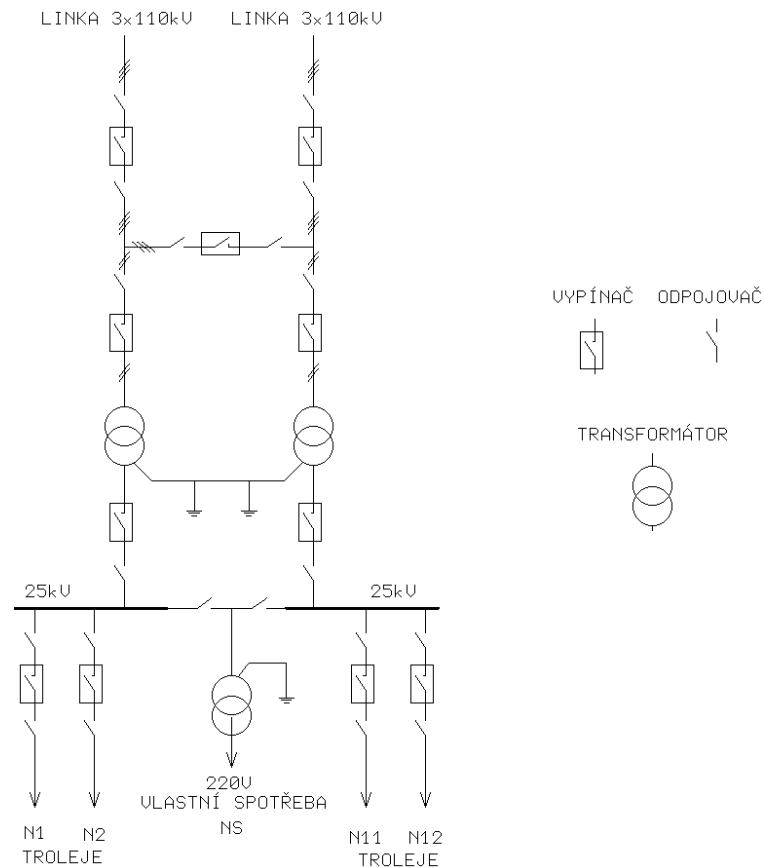 LINKA 3x110kV
LINKA 3x110kV
VYPÍNAČ
ODPOJOVAČ
TRANSFORMÁTOR
25kV
25kV
220V
VLASTNÍ SPOTŘEBA
NS
N1
N2
TROLEJE
N11
N12
TROLEJE